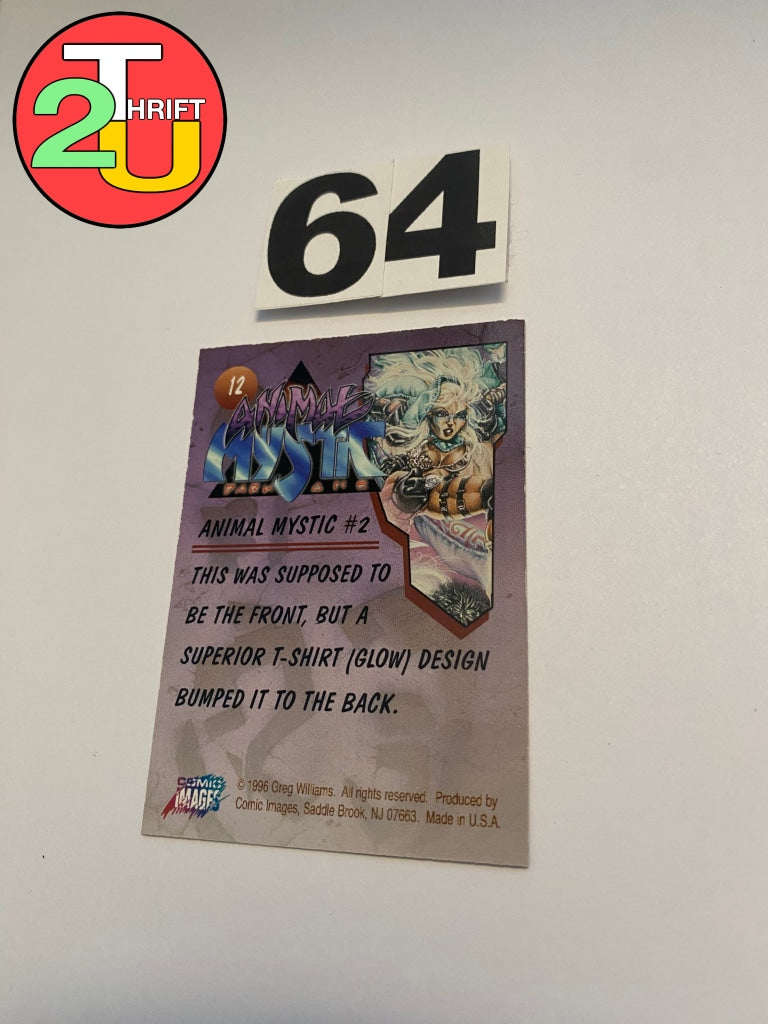 2 THRIFT U
64
12
ANIMAL
MYSTIC
DARK ONE
ANIMAL MYSTIC #2
THIS WAS SUPPOSED TO
BE THE FRONT, BUT A
SUPERIOR T-SHIRT (GLOW) DESIGN
BUMPED IT TO THE BACK.
COMIC
IMAGES
© 1996 Greg Williams. All rights reserved. Produced by
Comic Images, Saddle Brook, NJ 07663. Made in U.S.A.